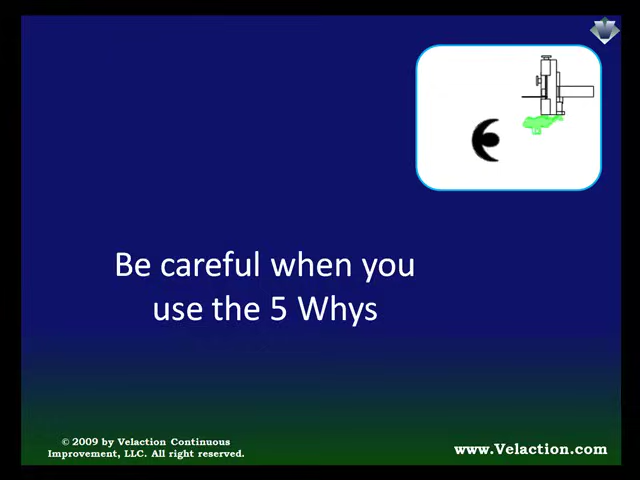 Be careful when you
use the 5 Whys
© 2009 by Velaction Continuous
Improvement, LLC. All right reserved.
www.Velaction.com